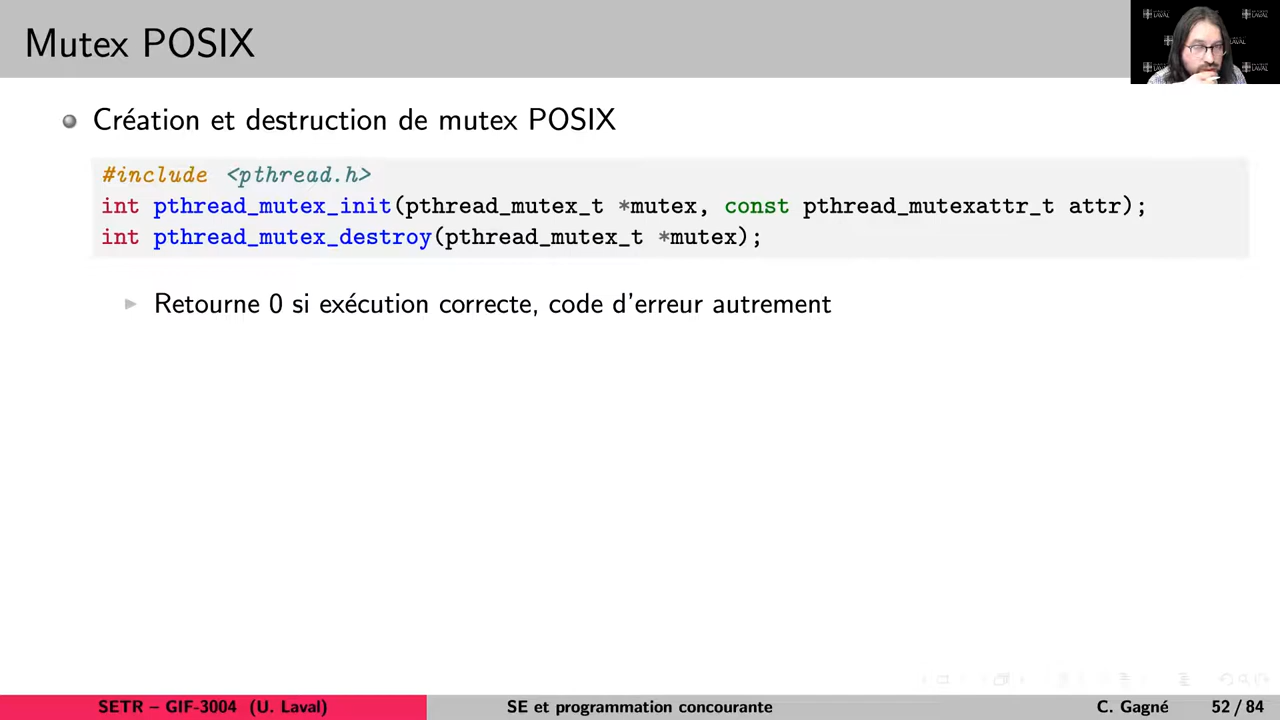 Mutex POSIX
Création et destruction de mutex POSIX
#include <pthread.h>
int pthread_mutex_init(pthread_mutex_t *mutex, const pthread_mutexattr_t attr);
int pthread_mutex_destroy(pthread_mutex_t *mutex);
Retourne 0 si exécution correcte, code d'erreur autrement
SETR – GIF-3004 (U. Laval) SE et programmation concourante C. Gagné 52 / 84